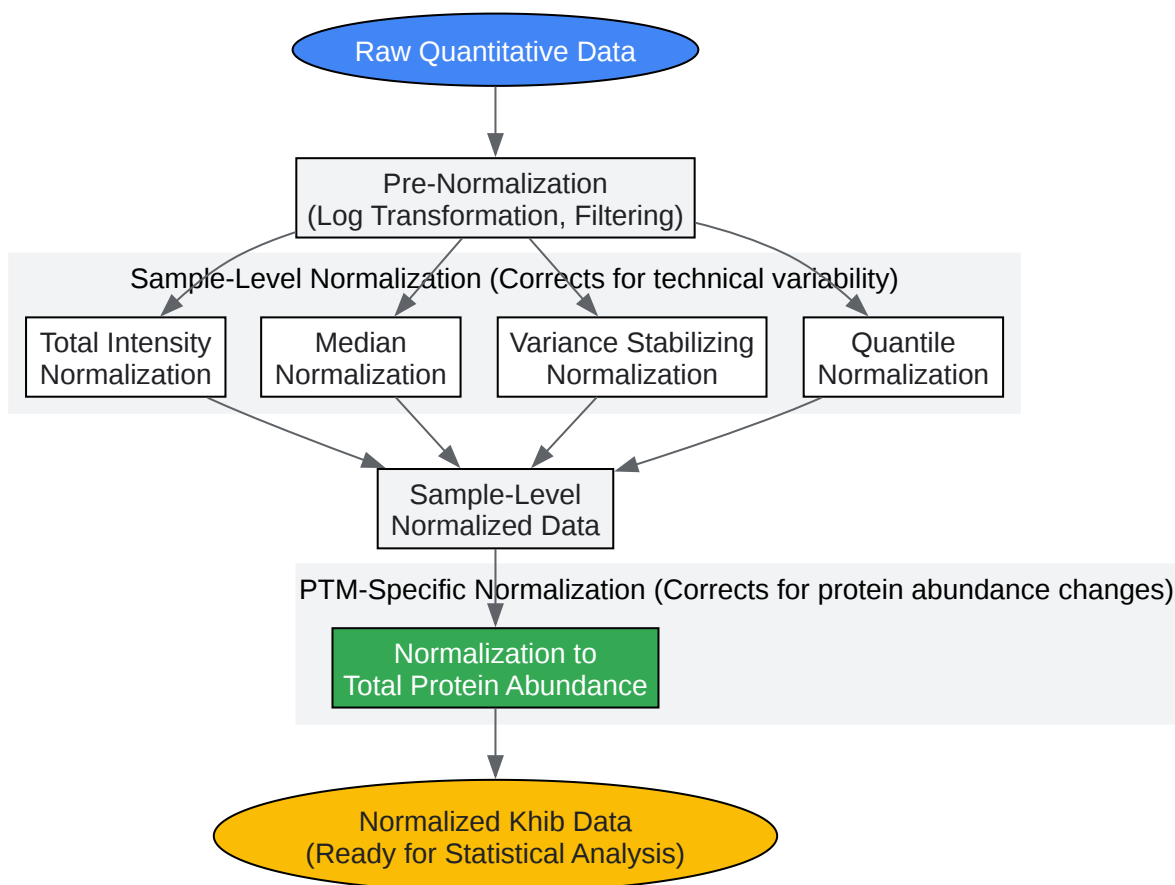 Raw Quantitative Data
Pre-Normalization
(Log Transformation, Filtering)
Sample-Level Normalization (Corrects for technical variability)
Total Intensity
Normalization
Median
Normalization
Variance Stabilizing
Normalization
Quantile
Normalization
Sample-Level
Normalized Data
PTM-Specific Normalization (Corrects for protein abundance changes)
Normalization to
Total Protein Abundance
Normalized Khib Data
(Ready for Statistical Analysis)